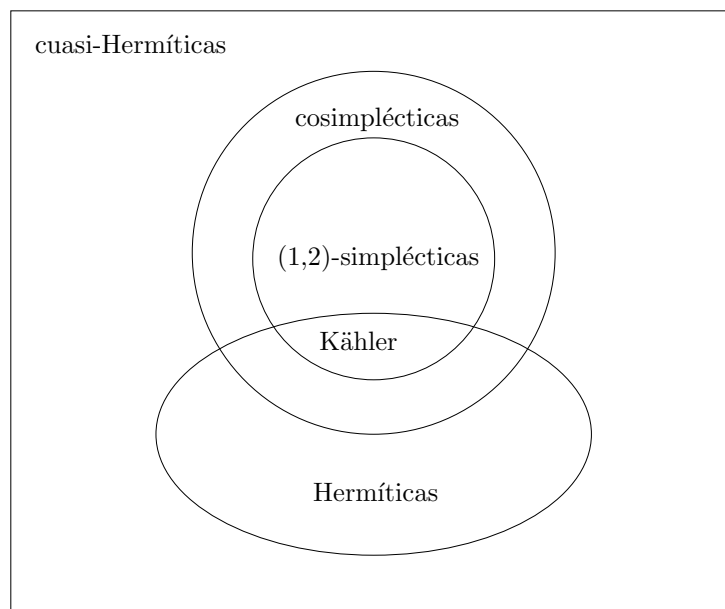 cuasi-Hermíticas
cosimplécticas
(1,2)-simplécticas
Kähler
Hermíticas